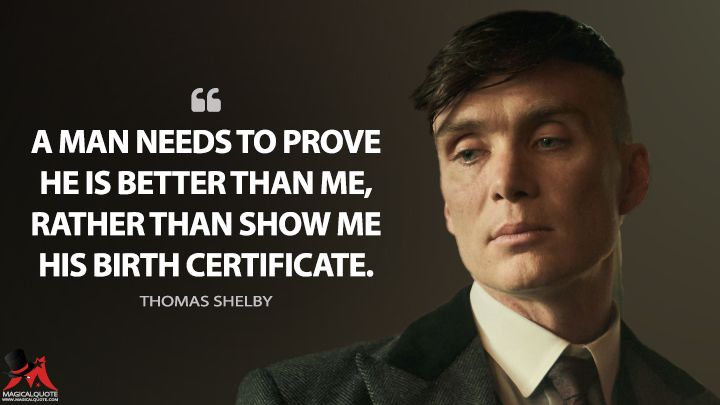 ❝
A MAN NEEDS TO PROVE
HE IS BETTER THAN ME,
RATHER THAN SHOW ME
HIS BIRTH CERTIFICATE.
THOMAS SHELBY
MAGICALQUOTE
WWW.MAGICALQUOTE.COM